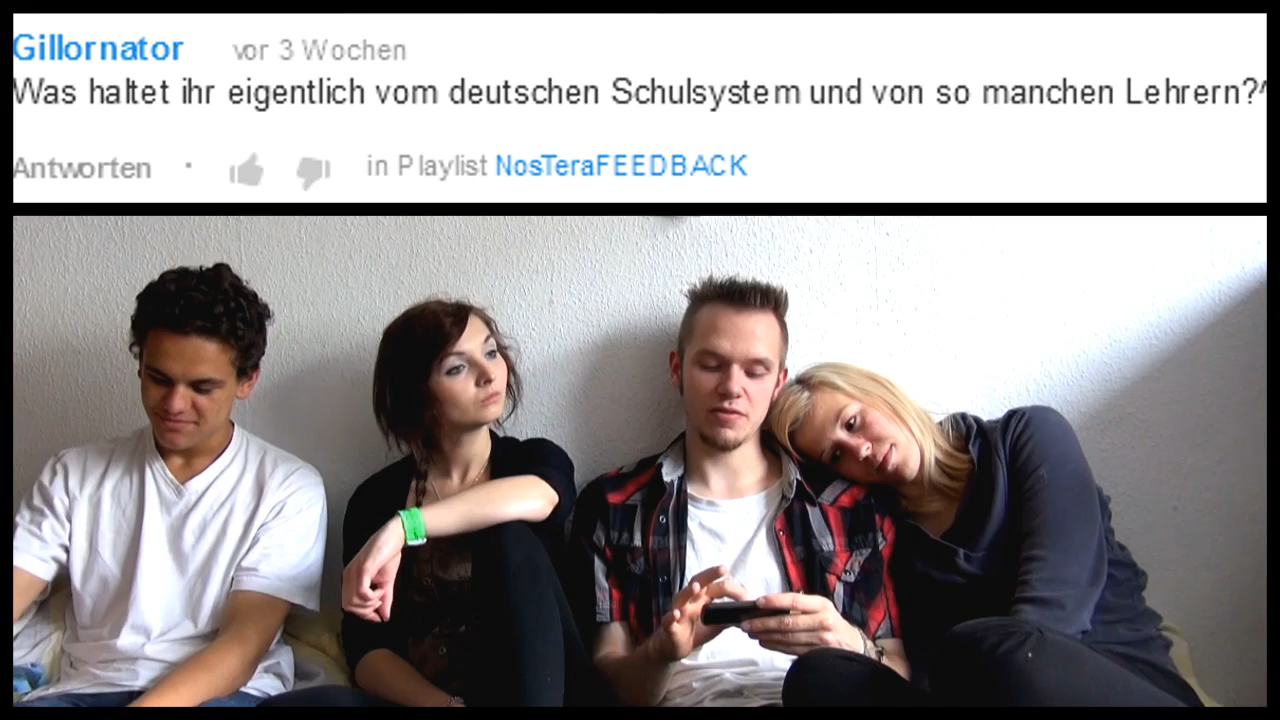 Gillornator vor 3 Wochen
Was haltet ihr eigentlich vom deutschen Schulsystem und von so manchen Lehrern?^
Antworten · in Playlist NosTeraFEEDBACK